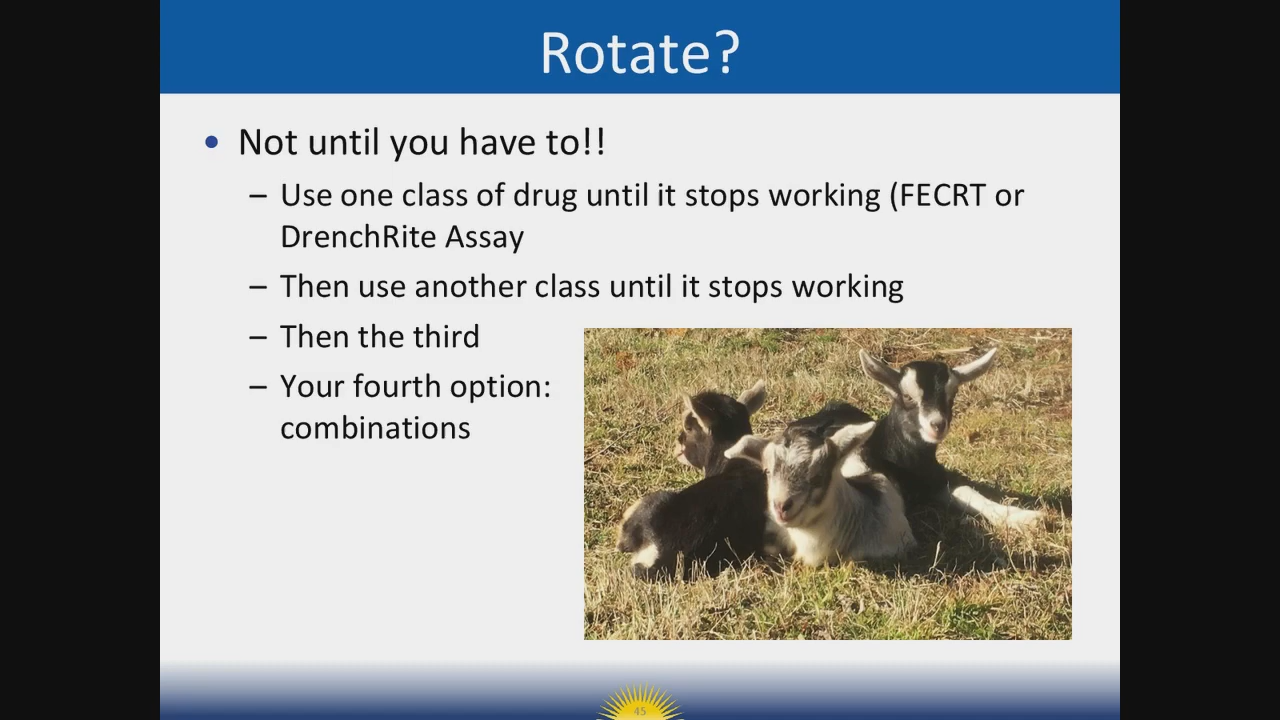 Rotate?
• Not until you have to!!
– Use one class of drug until it stops working (FECRT or
DrenchRite Assay
– Then use another class until it stops working
– Then the third
– Your fourth option:
combinations
45